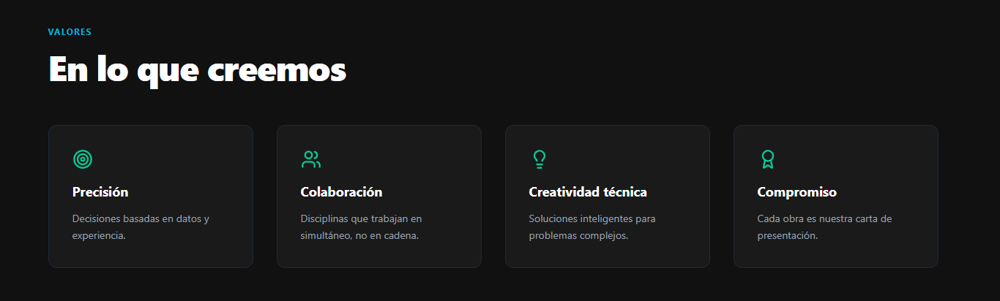 VALORES
En lo que creemos
Precisión
Decisiones basadas en datos y
experiencia.
Colaboración
Disciplinas que trabajan en
simultáneo, no en cadena.
Creatividad técnica
Soluciones inteligentes para
problemas complejos.
Compromiso
Cada obra es nuestra carta de
presentación.